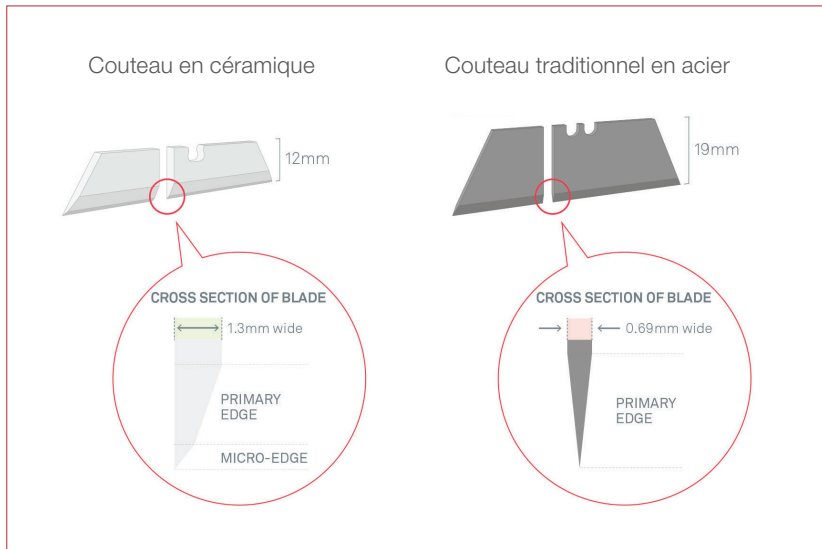 Couteau en céramique
Couteau traditionnel en acier
12mm
19mm
CROSS SECTION OF BLADE
1.3mm wide
PRIMARY
EDGE
MICRO-EDGE
CROSS SECTION OF BLADE
0.69mm wide
PRIMARY
EDGE